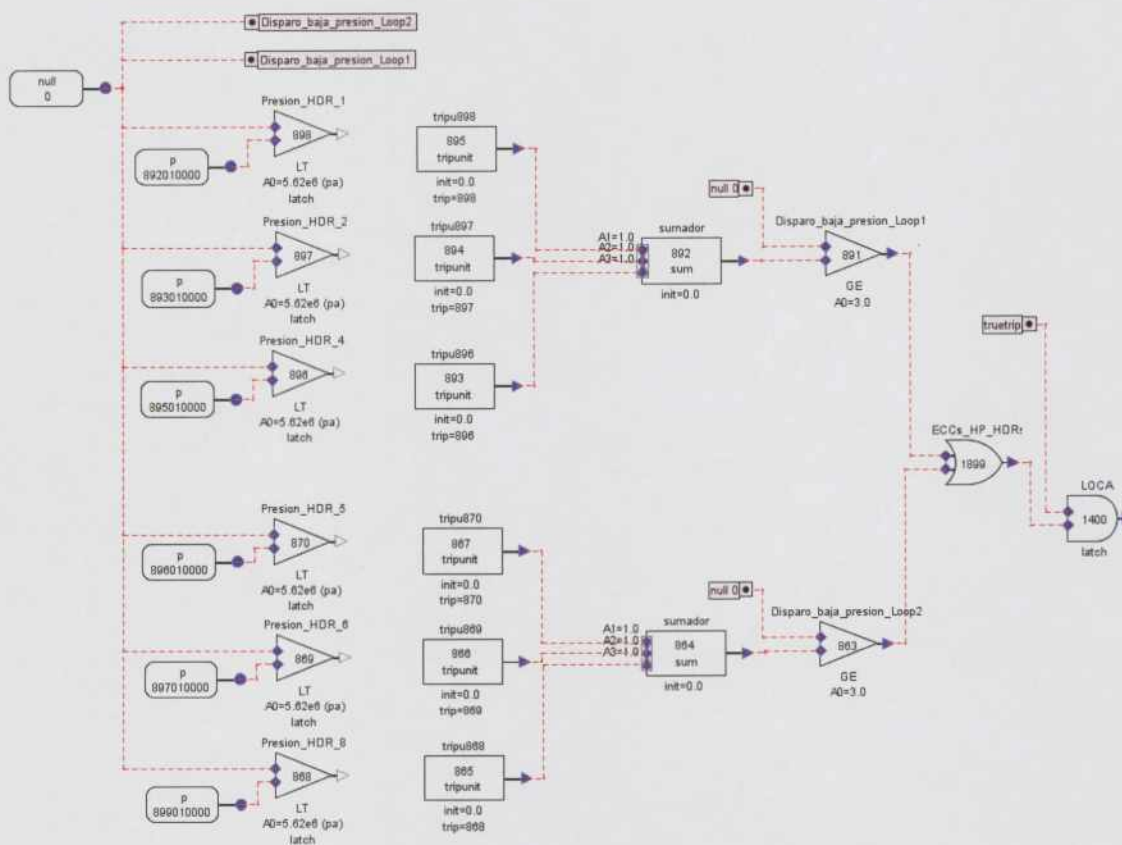 Disparo_baja_presion_Loop2
Disparo_baja_presion_Loop1
null
0
Presion_HDR_1
898
p
892010000
LT
A0=5.62e6 (pa)
latch
tripu898
895
tripunit
init=0.0
trip=898
Presion_HDR_2
897
p
893010000
LT
A0=5.62e6 (pa)
latch
tripu897
894
tripunit
init=0.0
trip=897
Presion_HDR_4
896
p
895010000
LT
A0=5.62e6 (pa)
latch
tripu896
893
tripunit
init=0.0
trip=896
A1=1.0
A2=1.0
A3=1.0
sumador
892
sum
init=0.0
null 0
Disparo_baja_presion_Loop1
891
GE
A0=3.0
truetrip
ECCs_HP_HDRs
1899
LOCA
1400
latch
Presion_HDR_5
870
p
896010000
LT
A0=5.62e6 (pa)
latch
tripu870
867
tripunit
init=0.0
trip=870
Presion_HDR_6
869
p
897010000
LT
A0=5.62e6 (pa)
latch
tripu869
866
tripunit
init=0.0
trip=869
Presion_HDR_8
868
p
899010000
LT
A0=5.62e6 (pa)
latch
tripu868
865
tripunit
init=0.0
trip=868
A1=1.0
A2=1.0
A3=1.0
sumador
864
sum
init=0.0
null 0
Disparo_baja_presion_Loop2
863
GE
A0=3.0